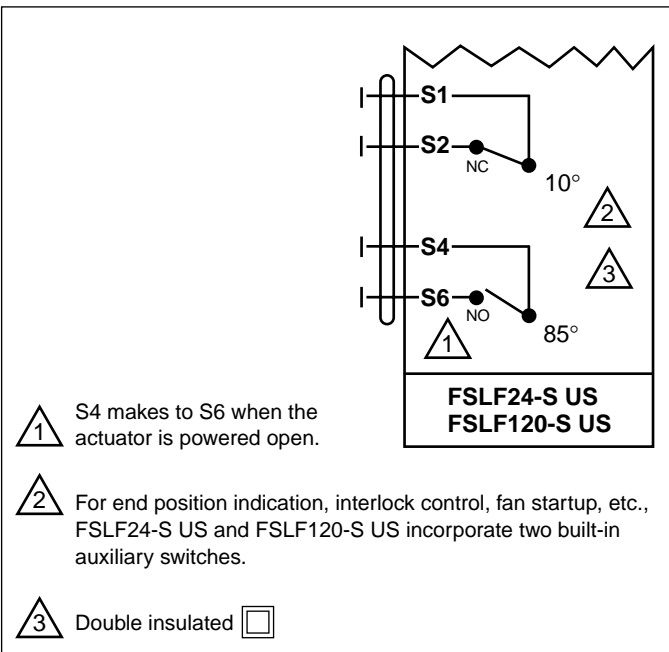 S1
S2
NC
10°
2
S4
3
S6
NO
85°
1
FSLF24-S US
FSLF120-S US
1 S4 makes to S6 when the
actuator is powered open.
2 For end position indication, interlock control, fan startup, etc.,
FSLF24-S US and FSLF120-S US incorporate two built-in
auxiliary switches.
3 Double insulated